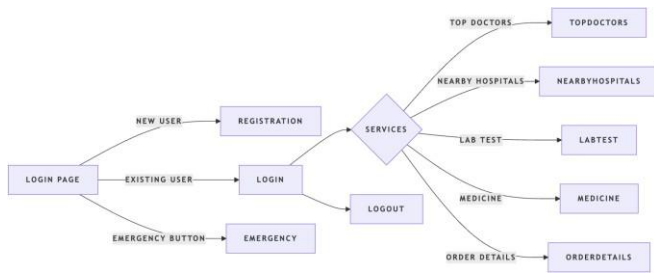 TOP DOCTORS
TOPDOCTORS
NEARBY HOSPITALS
NEARBYHOSPITALS
NEW USER
REGISTRATION
SERVICES
LAB TEST
LABTEST
LOGIN PAGE
EXISTING USER
LOGIN
MEDICINE
MEDICINE
LOGOUT
EMERGENCY BUTTON
EMERGENCY
ORDER DETAILS
ORDERDETAILS